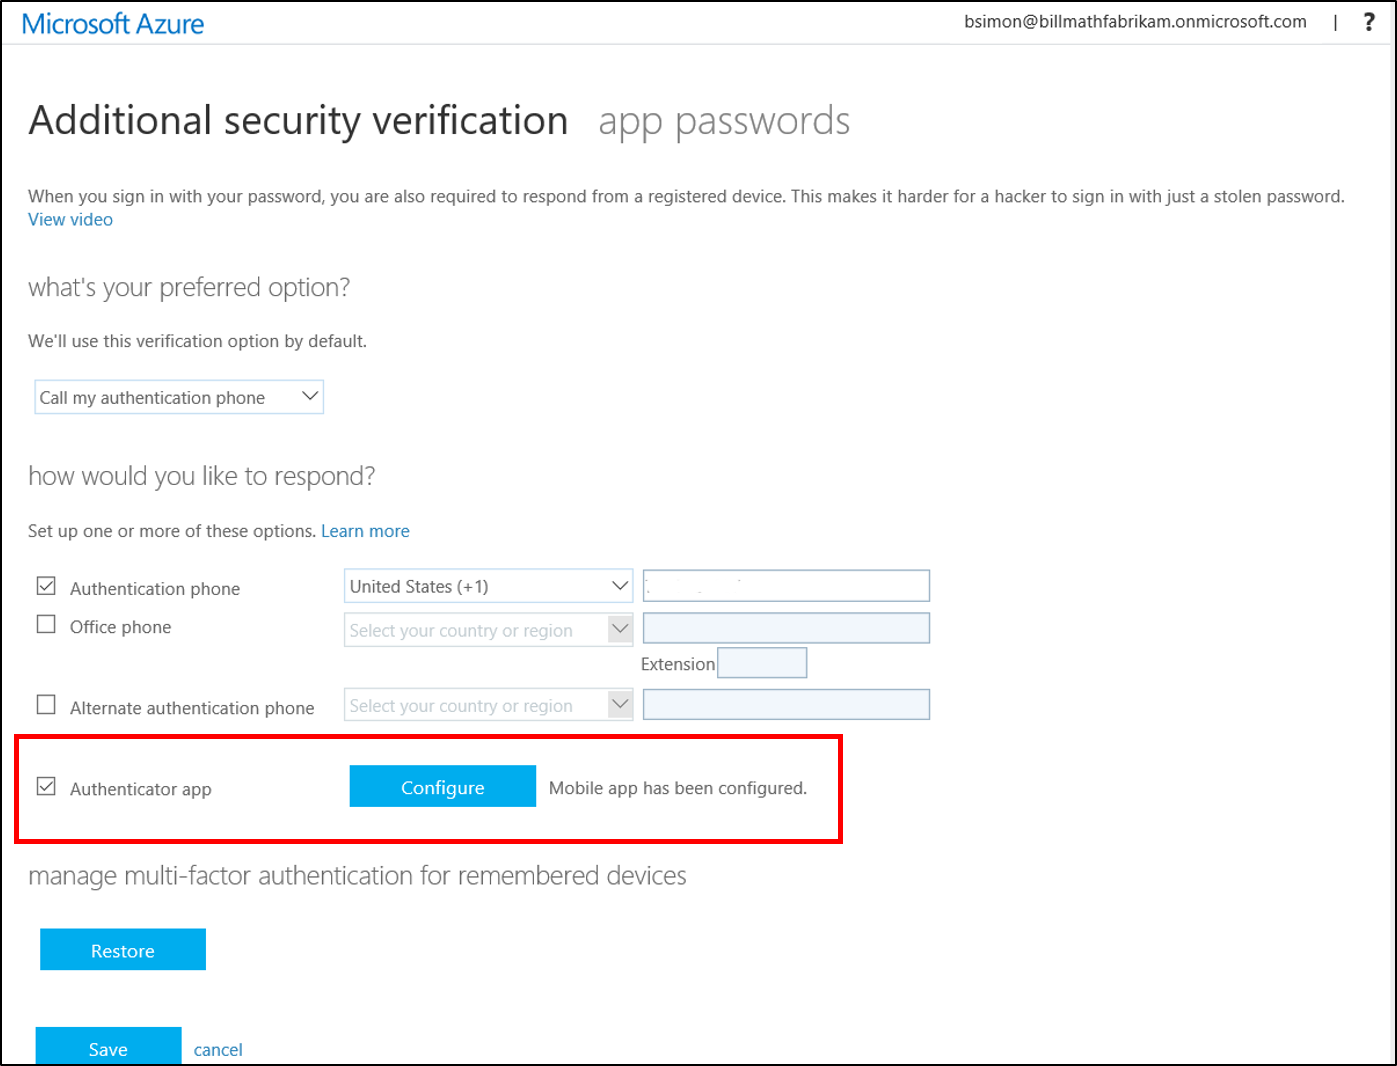 Microsoft Azure
bsimon@billmathfabrikam.onmicrosoft.com | ?
Additional security verification app passwords
When you sign in with your password, you are also required to respond from a registered device. This makes it harder for a hacker to sign in with just a stolen password.
View video
what's your preferred option?
We'll use this verification option by default.
Call my authentication phone
how would you like to respond?
Set up one or more of these options. Learn more
Authentication phone United States (+1)
Office phone Select your country or region
Extension
Alternate authentication phone Select your country or region
Authenticator app Configure Mobile app has been configured.
manage multi-factor authentication for remembered devices
Restore
Save cancel